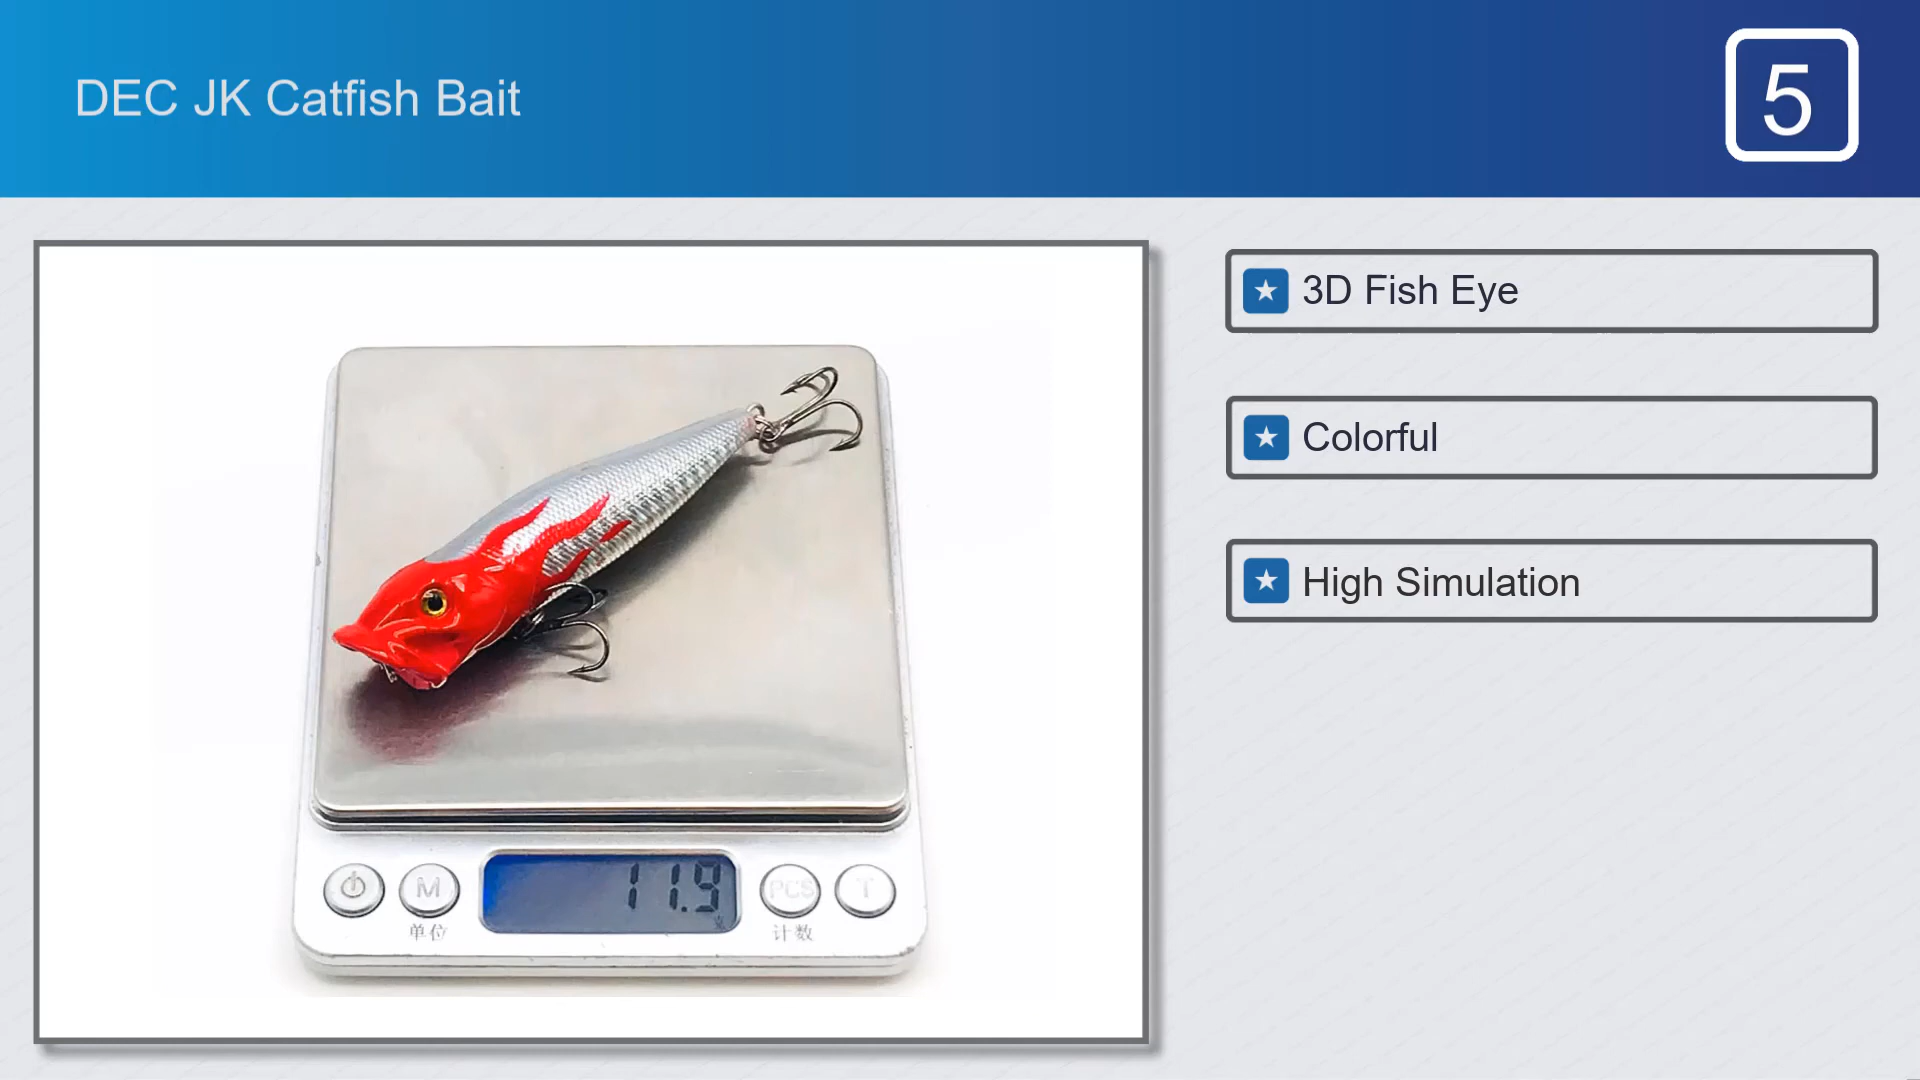 DEC JK Catfish Bait
5
3D Fish Eye
Colorful
High Simulation
11.9
M
PCS
T
单位
计数